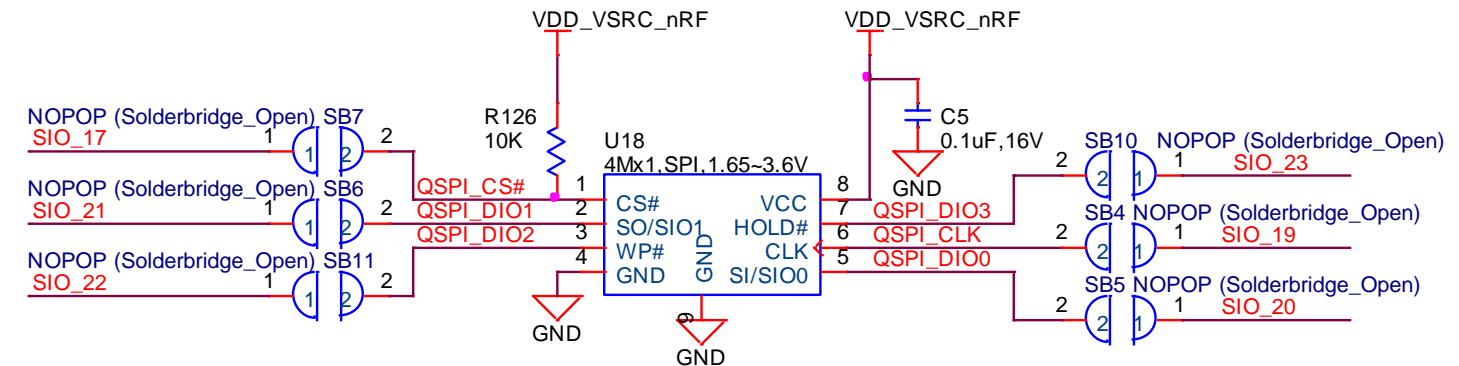 VDD_VSRC_nRF
VDD_VSRC_nRF
NOPOP (Solderbridge_Open) SB7
SIO_17
1
1
2
2
R126
10K
C5
0.1uF,16V
GND
U18
4Mx1,SPI,1.65~3.6V
SB10 NOPOP (Solderbridge_Open)
SIO_23
2
2
1
1
NOPOP (Solderbridge_Open) SB6
SIO_21
1
1
2
2
QSPI_CS#
1
CS#
VCC
8
QSPI_DIO1
2
SO/SIO1
HOLD#
7
QSPI_DIO3
QSPI_DIO2
3
WP#
CLK
6
QSPI_CLK
4
GND
GND
SI/SIO0
5
QSPI_DIO0
SB4 NOPOP (Solderbridge_Open)
SIO_19
2
2
1
1
NOPOP (Solderbridge_Open) SB11
SIO_22
1
1
2
2
SB5 NOPOP (Solderbridge_Open)
SIO_20
2
2
1
1
GND
9
GND